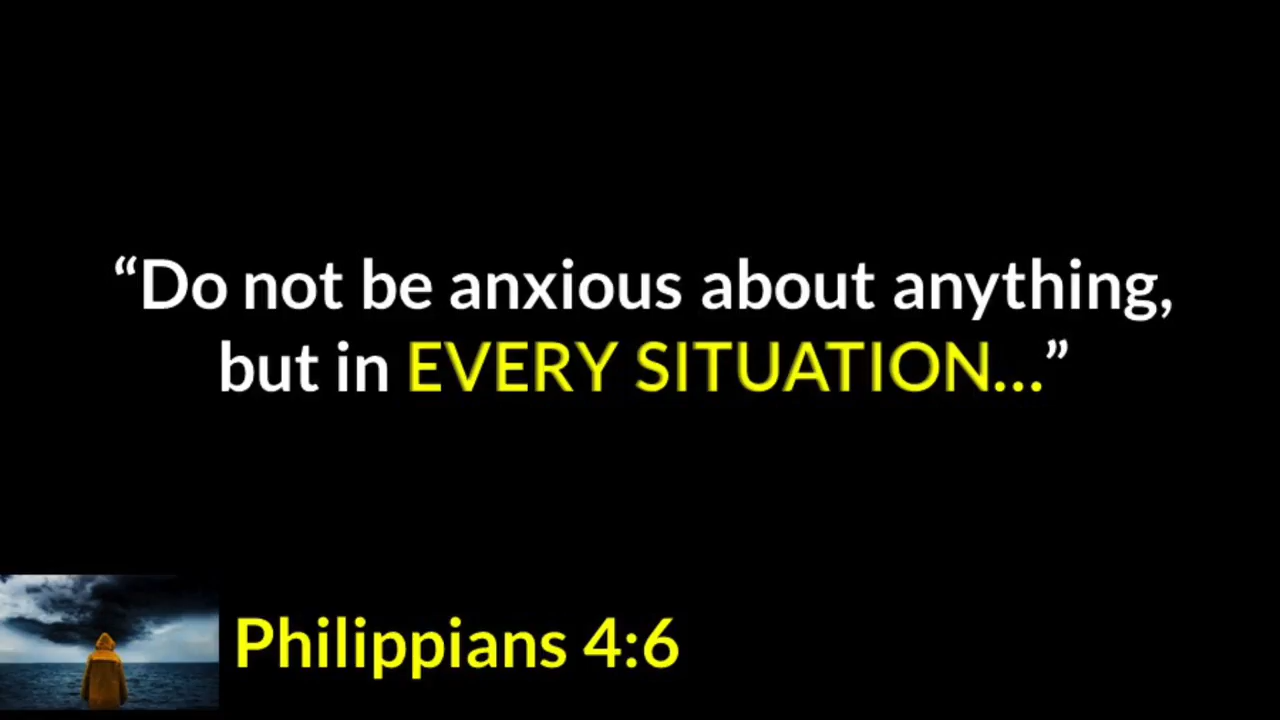 “Do not be anxious about anything,
but in EVERY SITUATION...”
Philippians 4:6